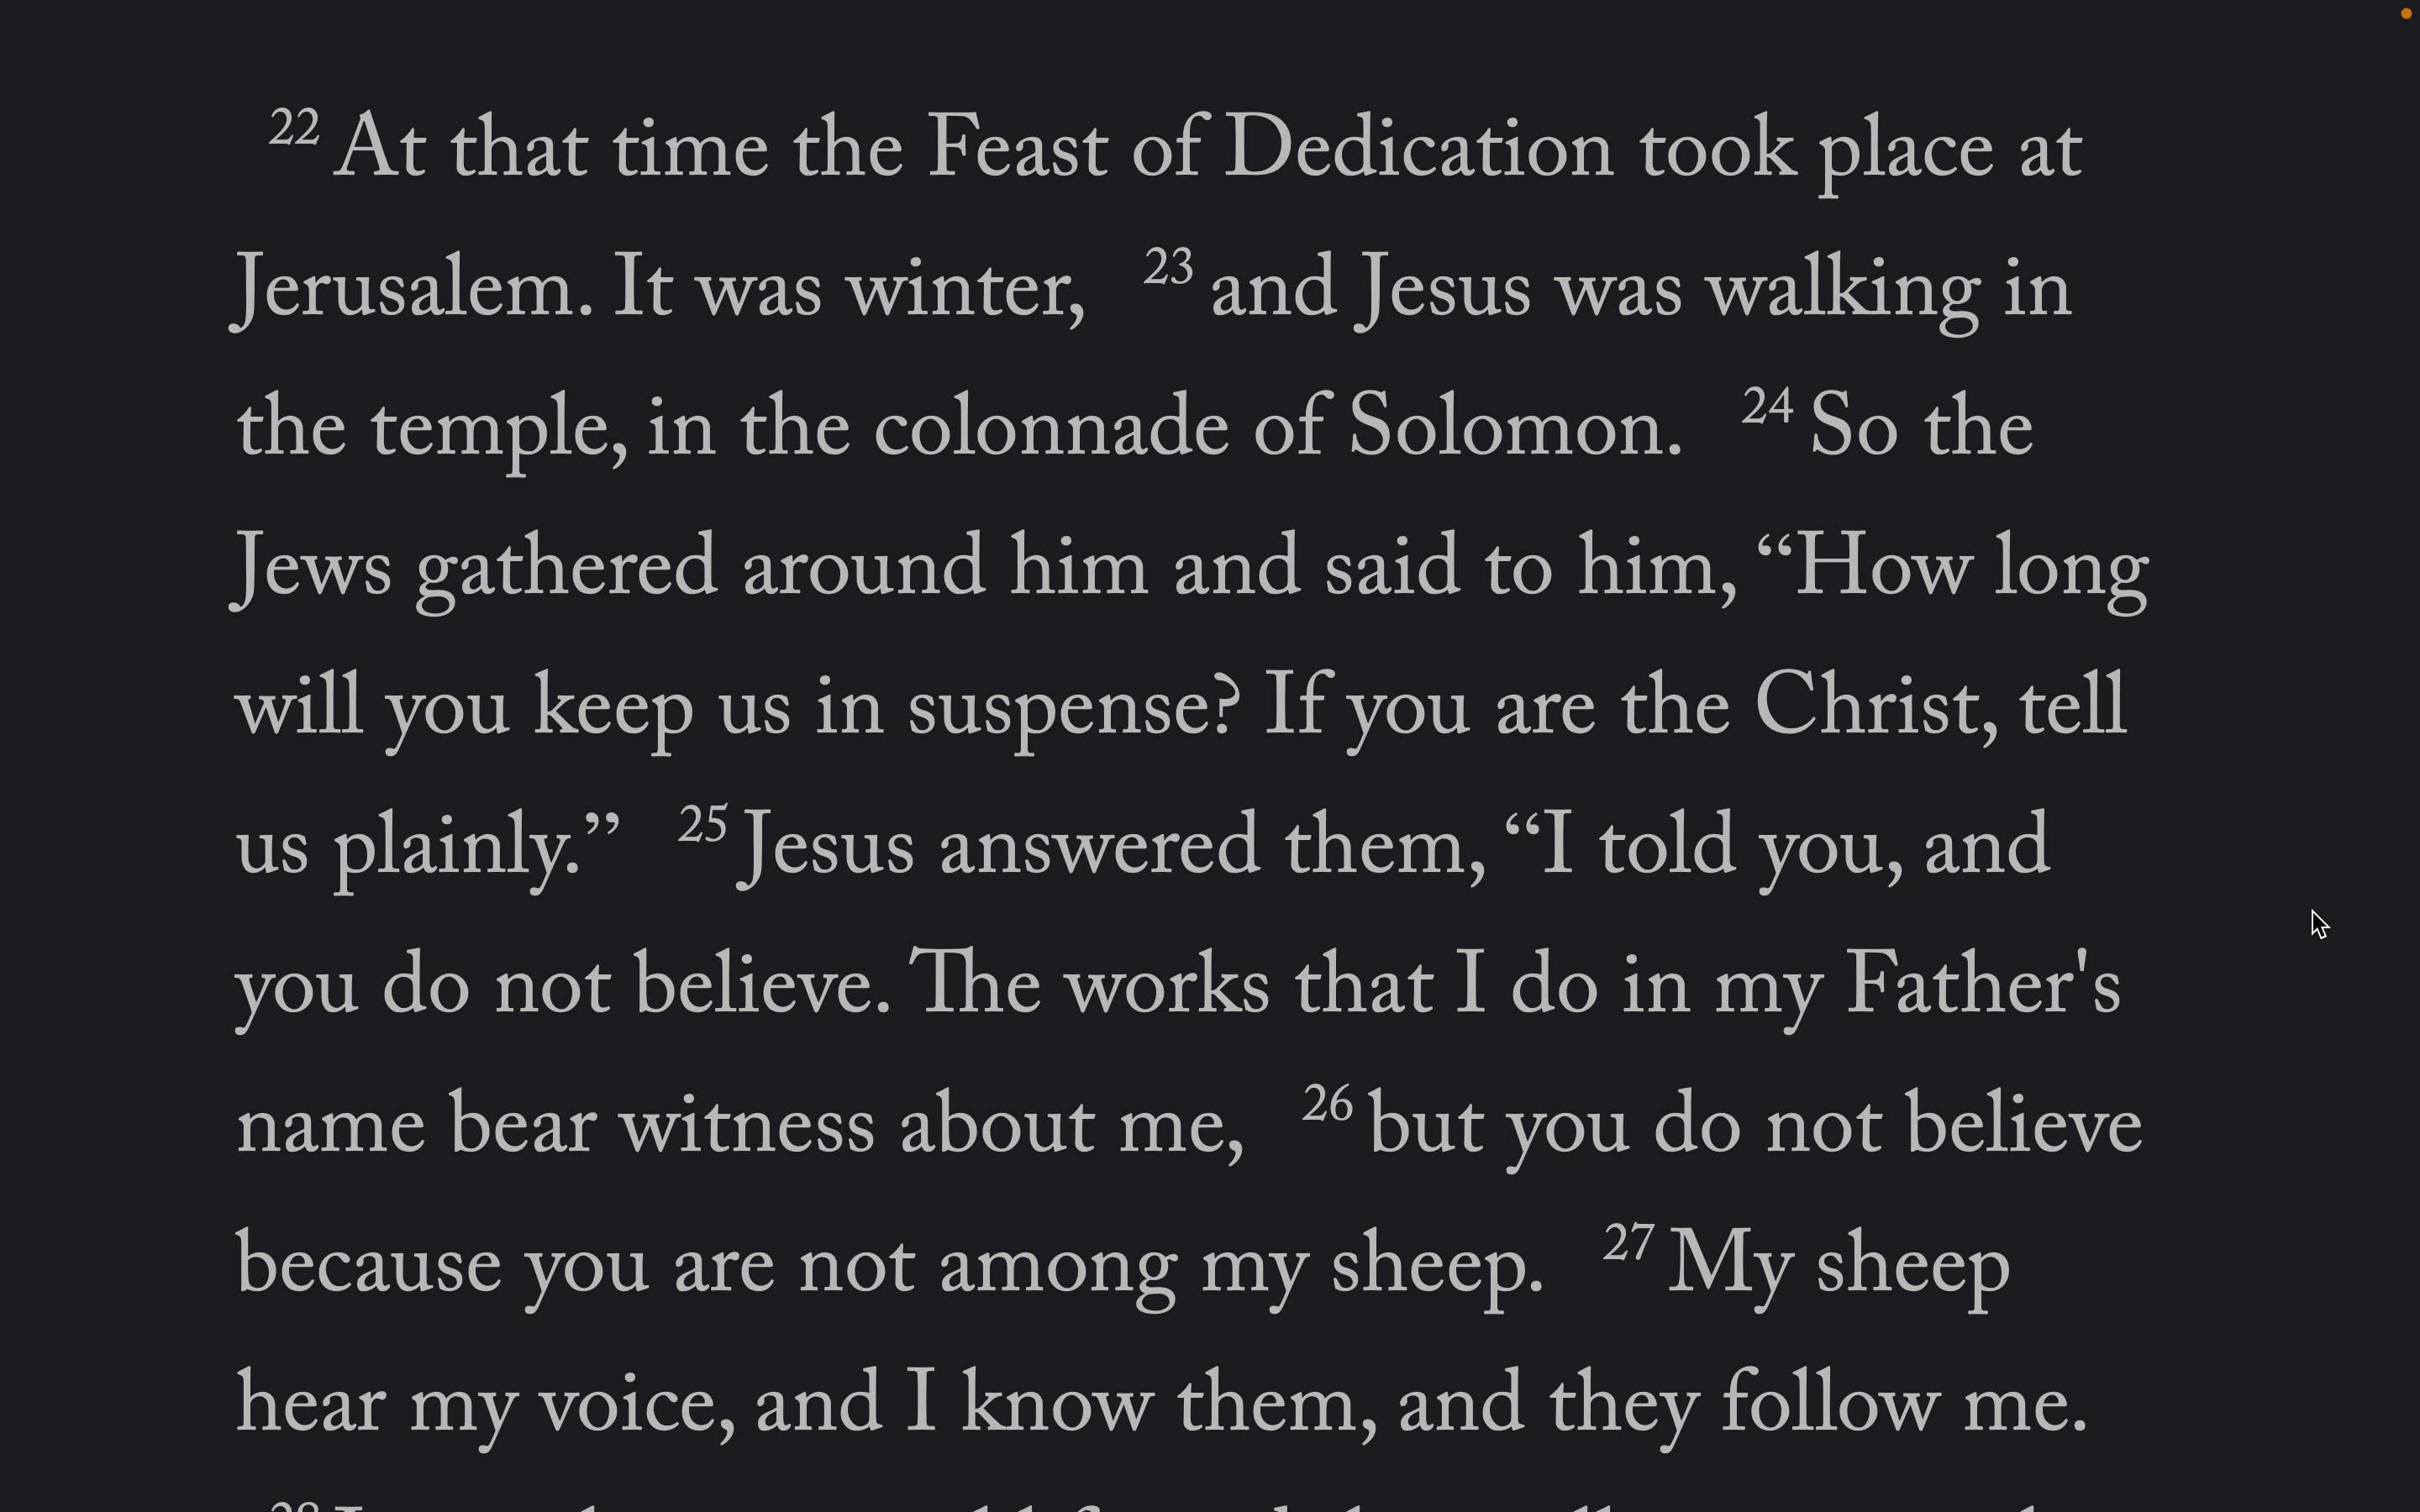 22 At that time the Feast of Dedication took place at
Jerusalem. It was winter, 23 and Jesus was walking in
the temple, in the colonnade of Solomon. 24 So the
Jews gathered around him and said to him, “How long
will you keep us in suspense? If you are the Christ, tell
us plainly.” 25 Jesus answered them, “I told you, and
you do not believe. The works that I do in my Father's
name bear witness about me, 26 but you do not believe
because you are not among my sheep. 27 My sheep
hear my voice, and I know them, and they follow me.